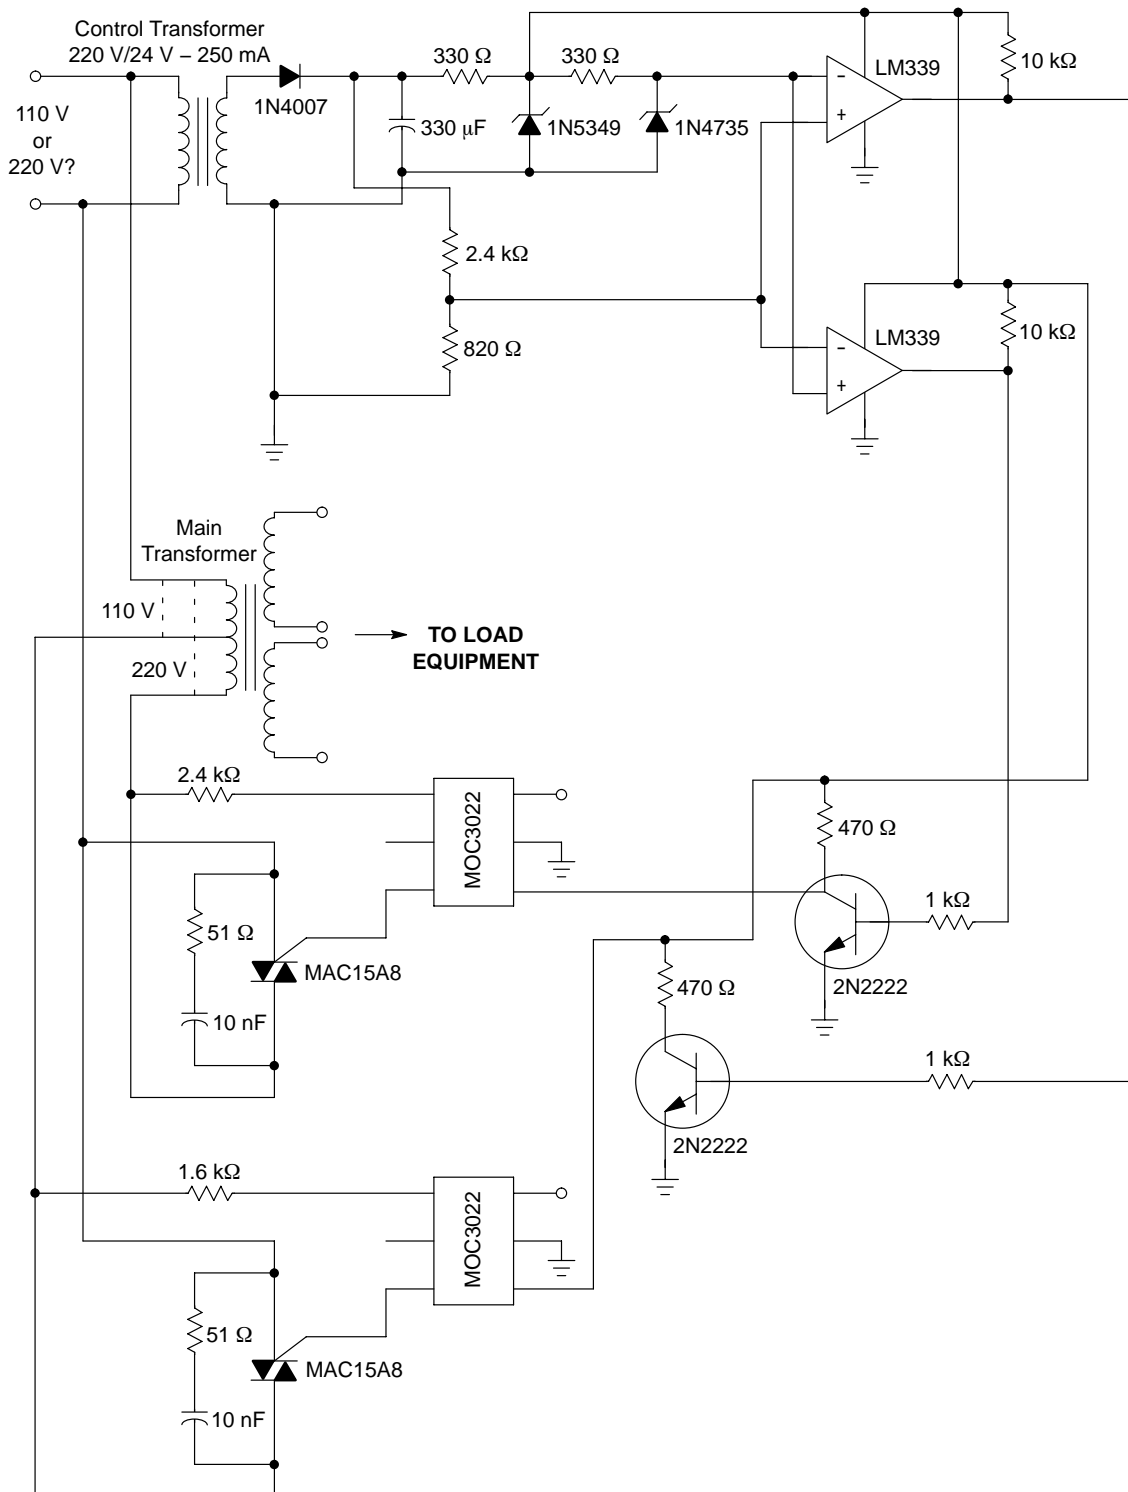 Control Transformer
220 V/24 V – 250 mA
110 V
or
220 V?
1N4007
330 Ω
330 Ω
330 μF
1N5349
1N4735
LM339
-
+
10 kΩ
2.4 kΩ
820 Ω
LM339
-
+
10 kΩ
Main
Transformer
110 V
220 V
TO LOAD
EQUIPMENT
2.4 kΩ
MOC3022
470 Ω
1 kΩ
2N2222
51 Ω
MAC15A8
10 nF
470 Ω
1 kΩ
2N2222
1.6 kΩ
MOC3022
51 Ω
MAC15A8
10 nF